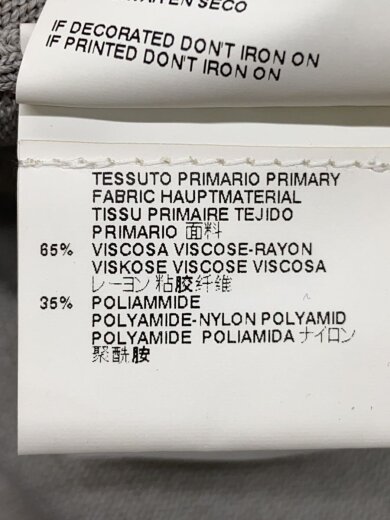 EN SECO
IF DECORATED DON'T IRON ON
IF PRINTED DON'T IRON ON
TESSUTO PRIMARIO PRIMARY
FABRIC HAUPTMATERIAL
TISSU PRIMAIRE TEJIDO
PRIMARIO 面料
65% VISCOSA VISCOSE-RAYON
VISKOSE VISCOSE VISCOSA
レーヨン 粘胶纤维
35% POLIAMMIDE
POLYAMIDE-NYLON POLYAMID
POLYAMIDE POLIAMIDA ナイロン
聚酰胺